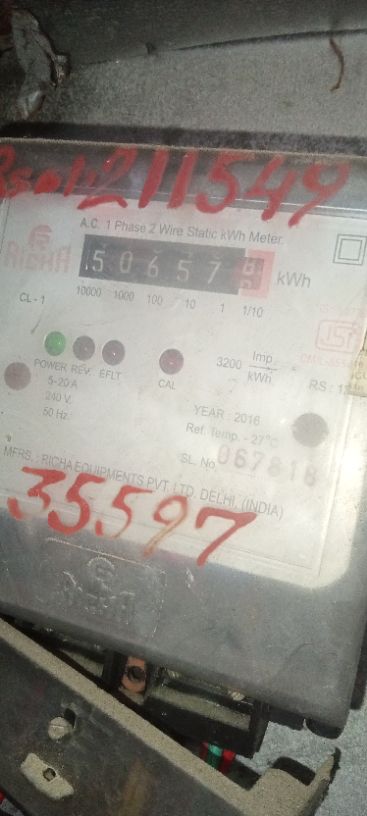 211549
A.C. 1 Phase 2 Wire Static kWh Meter
RICHA
50657 kWh
CL - 1 10000 1000 100 10 1 1/10
3200 Imp/kWh
POWER REV. EFLT CAL
5-20 A
240 V.
50 Hz.
YEAR : 2016
Ref. Temp. - 27°C
SL. No. 067818
MFRS. : RICHA EQUIPMENTS PVT. LTD. DELHI, (INDIA)
35597